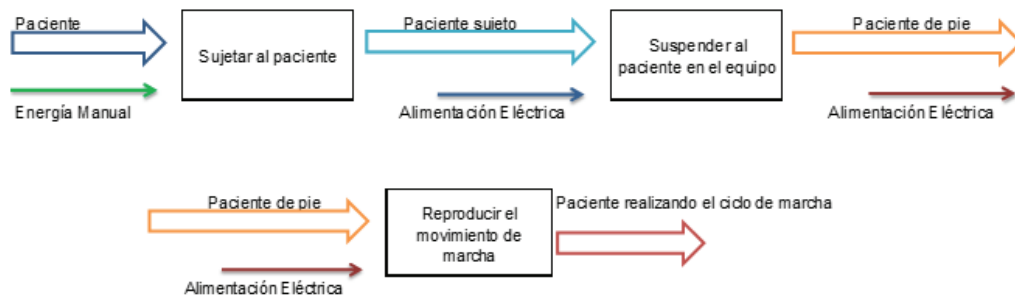 Paciente
Sujetar al paciente
Energía Manual
Paciente sujeto
Alimentación Eléctrica
Suspender al
paciente en el equipo
Paciente de pie
Alimentación Eléctrica
Paciente de pie
Alimentación Eléctrica
Reproducir el
movimiento de
marcha
Paciente realizando el ciclo de marcha